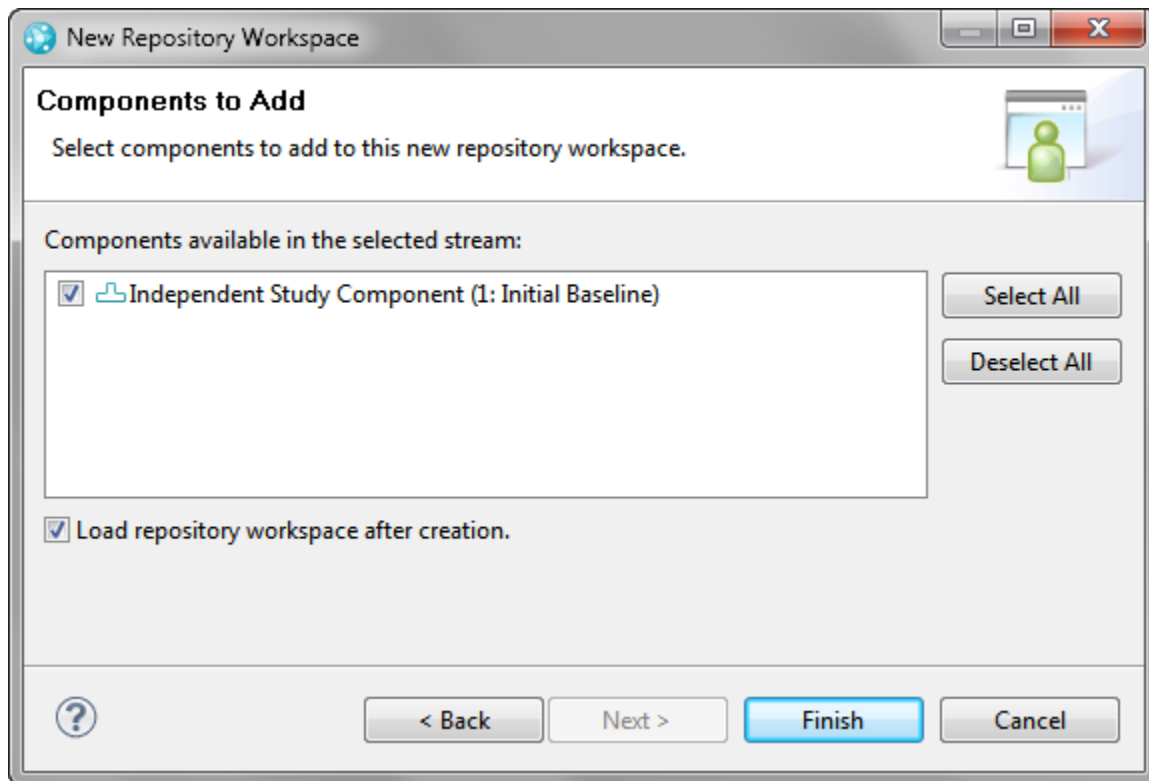 New Repository Workspace
Components to Add
Select components to add to this new repository workspace.
Components available in the selected stream:
Independent Study Component (1: Initial Baseline)
Select All
Deselect All
Load repository workspace after creation.
?
< Back
Next >
Finish
Cancel